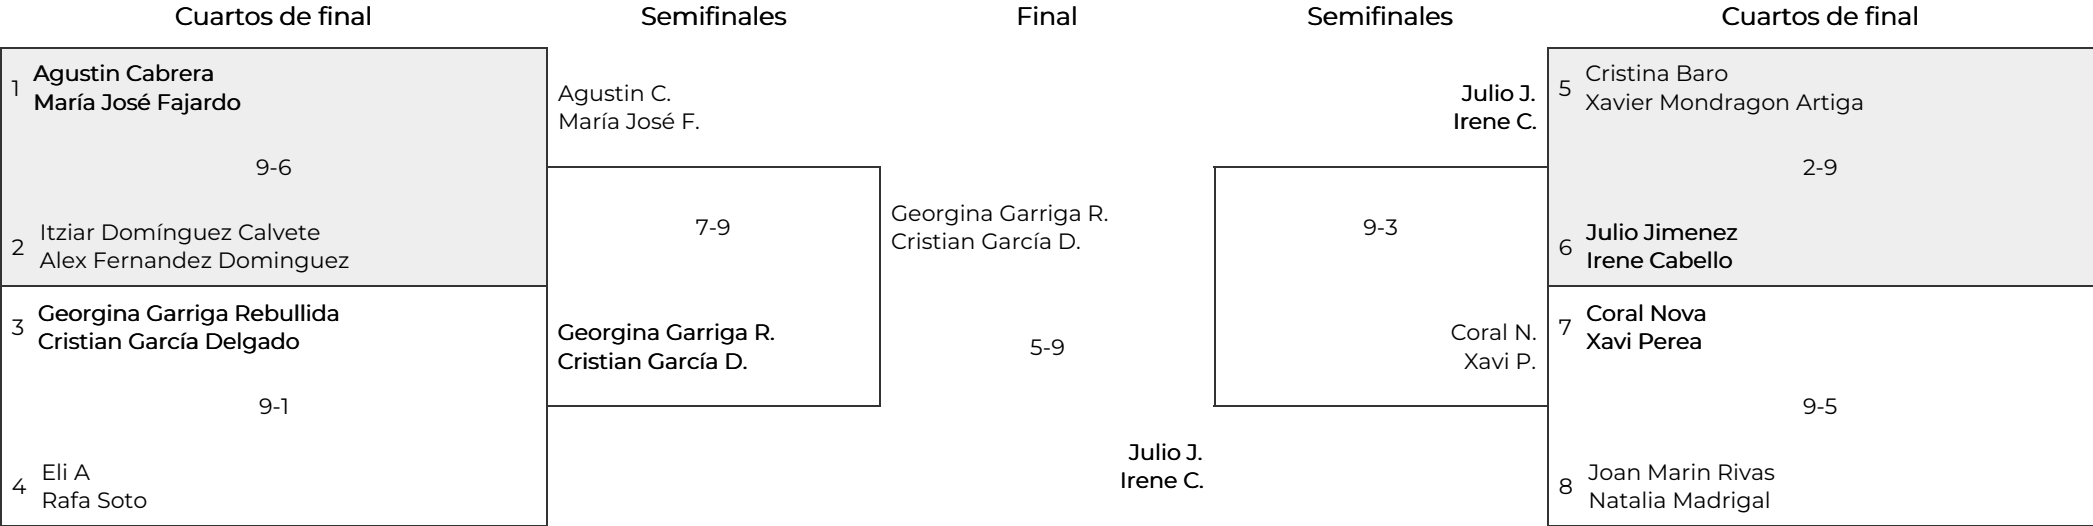 Cuartos de final
Semifinales
Final
Semifinales
Cuartos de final
1
Agustin Cabrera
María José Fajardo
9-6
2
Itziar Domínguez Calvete
Alex Fernandez Dominguez
3
Georgina Garriga Rebullida
Cristian García Delgado
9-1
4
Eli A
Rafa Soto
Agustin C.
María José F.
7-9
Georgina Garriga R.
Cristian García D.
Georgina Garriga R.
Cristian García D.
5-9
Julio J.
Irene C.
Julio J.
Irene C.
9-3
Coral N.
Xavi P.
5
Cristina Baro
Xavier Mondragon Artiga
2-9
6
Julio Jimenez
Irene Cabello
7
Coral Nova
Xavi Perea
9-5
8
Joan Marin Rivas
Natalia Madrigal